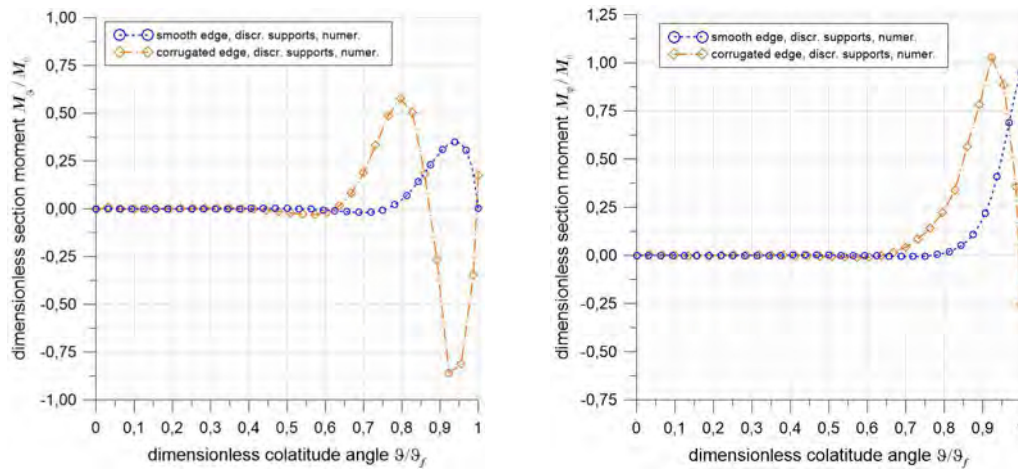 1,00
0,75
0,50
0,25
0,00
-0,25
-0,50
-0,75
-1,00
dimensionless section moment M_ϑ / M_0
smooth edge, discr. supports, numer.
corrugated edge, discr. supports, numer.
0 0,1 0,2 0,3 0,4 0,5 0,6 0,7 0,8 0,9 1
dimensionless colatitude angle ϑ/ϑ_f
1,25
1,00
0,75
0,50
0,25
0,00
-0,25
-0,50
-0,75
dimensionless section moment M_φ / M_0
smooth edge, discr. supports, numer.
corrugated edge, discr. supports, numer.
0 0,1 0,2 0,3 0,4 0,5 0,6 0,7 0,8 0,9 1
dimensionless colatitude angle ϑ/ϑ_f